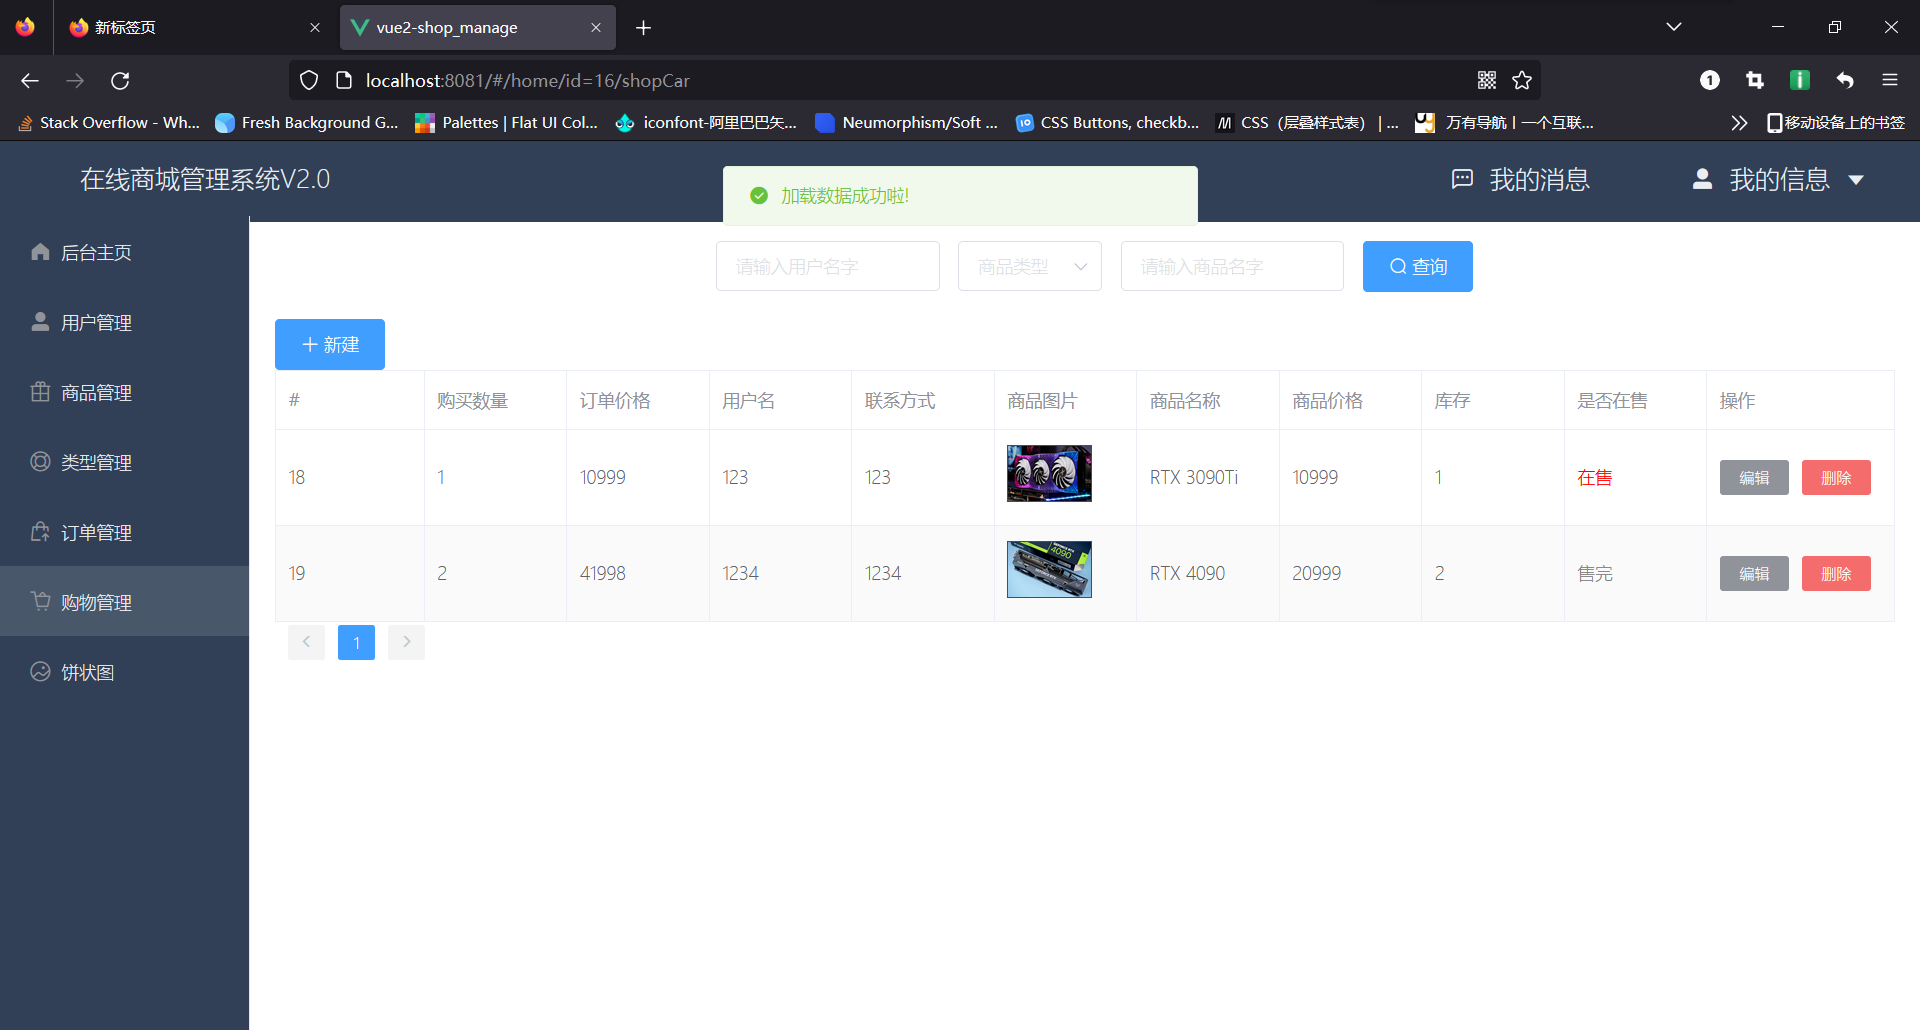 新标签页
vue2-shop_manage
localhost:8081/#/home/id=16/shopCar
1
Stack Overflow - Wh...
Fresh Background G...
Palettes | Flat UI Col...
iconfont-阿里巴巴矢...
Neumorphism/Soft ...
CSS Buttons, checkb...
CSS（层叠样式表） | ...
万有导航丨一个互联...
移动设备上的书签
在线商城管理系统V2.0
加载数据成功啦!
我的消息
我的信息
后台主页
用户管理
商品管理
类型管理
订单管理
购物管理
饼状图
请输入用户名字
商品类型
请输入商品名字
查询
新建
# 购买数量 订单价格 用户名 联系方式 商品图片 商品名称 商品价格 库存 是否在售 操作
18 1 10999 123 123 RTX 3090Ti 10999 1 在售 编辑 删除
19 2 41998 1234 1234 RTX 4090 20999 2 售完 编辑 删除
1